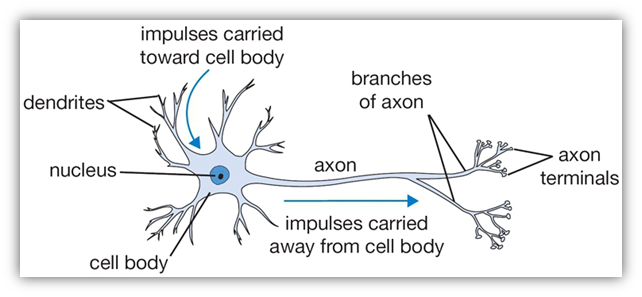 impulses carried
toward cell body
dendrites
nucleus
cell body
axon
impulses carried
away from cell body
branches
of axon
axon
terminals